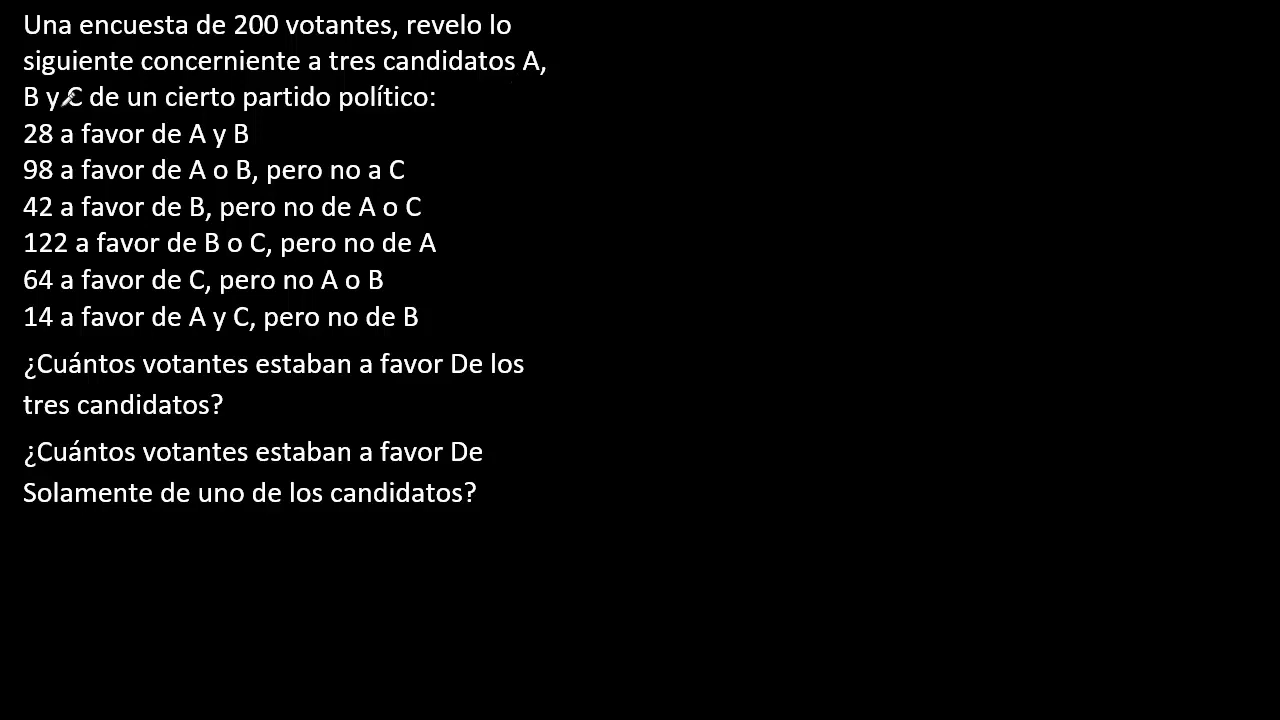 Una encuesta de 200 votantes, revelo lo
siguiente concerniente a tres candidatos A,
B y C de un cierto partido político:
28 a favor de A y B
98 a favor de A o B, pero no a C
42 a favor de B, pero no de A o C
122 a favor de B o C, pero no de A
64 a favor de C, pero no A o B
14 a favor de A y C, pero no de B
¿Cuántos votantes estaban a favor De los
tres candidatos?
¿Cuántos votantes estaban a favor De
Solamente de uno de los candidatos?